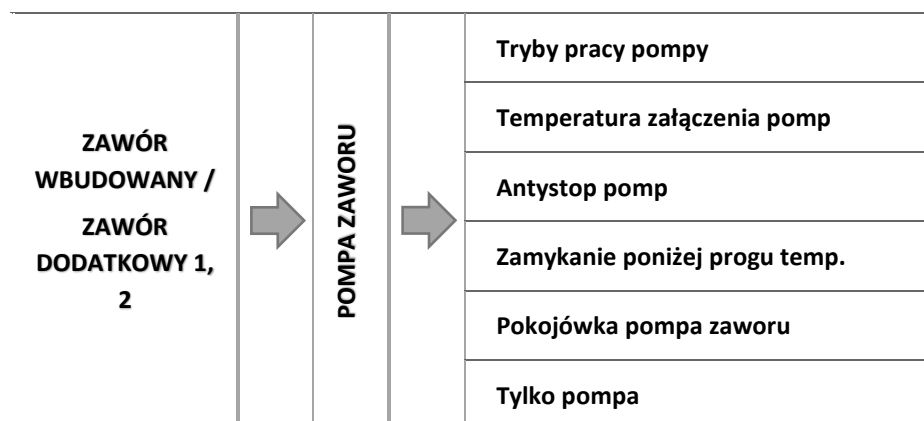 ZAWÓR
WBUDOWANY /
ZAWÓR
DODATKOWY 1,
2
POMPA ZAWORU
Tryby pracy pompy
Temperatura załączenia pomp
Antystop pomp
Zamykanie poniżej progu temp.
Pokojówka pompa zaworu
Tylko pompa